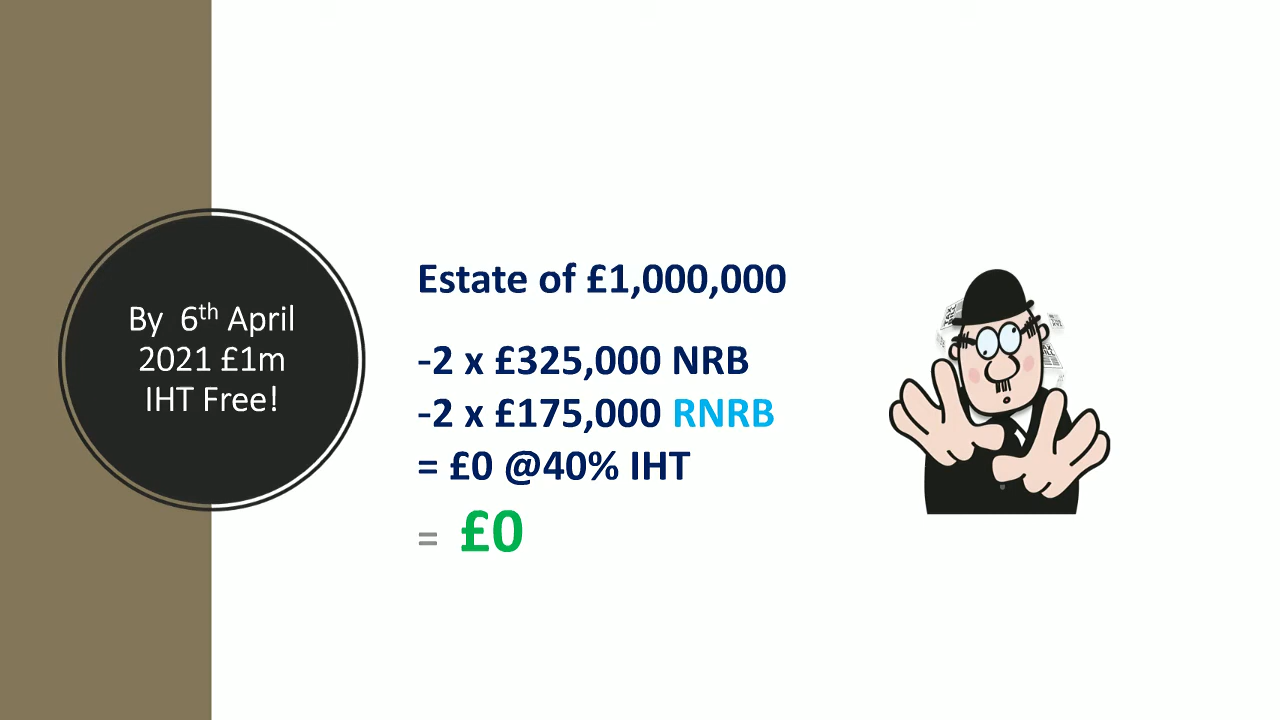 By 6th April
2021 £1m
IHT Free!
Estate of £1,000,000
-2 x £325,000 NRB
-2 x £175,000 RNRB
= £0 @40% IHT
= £0